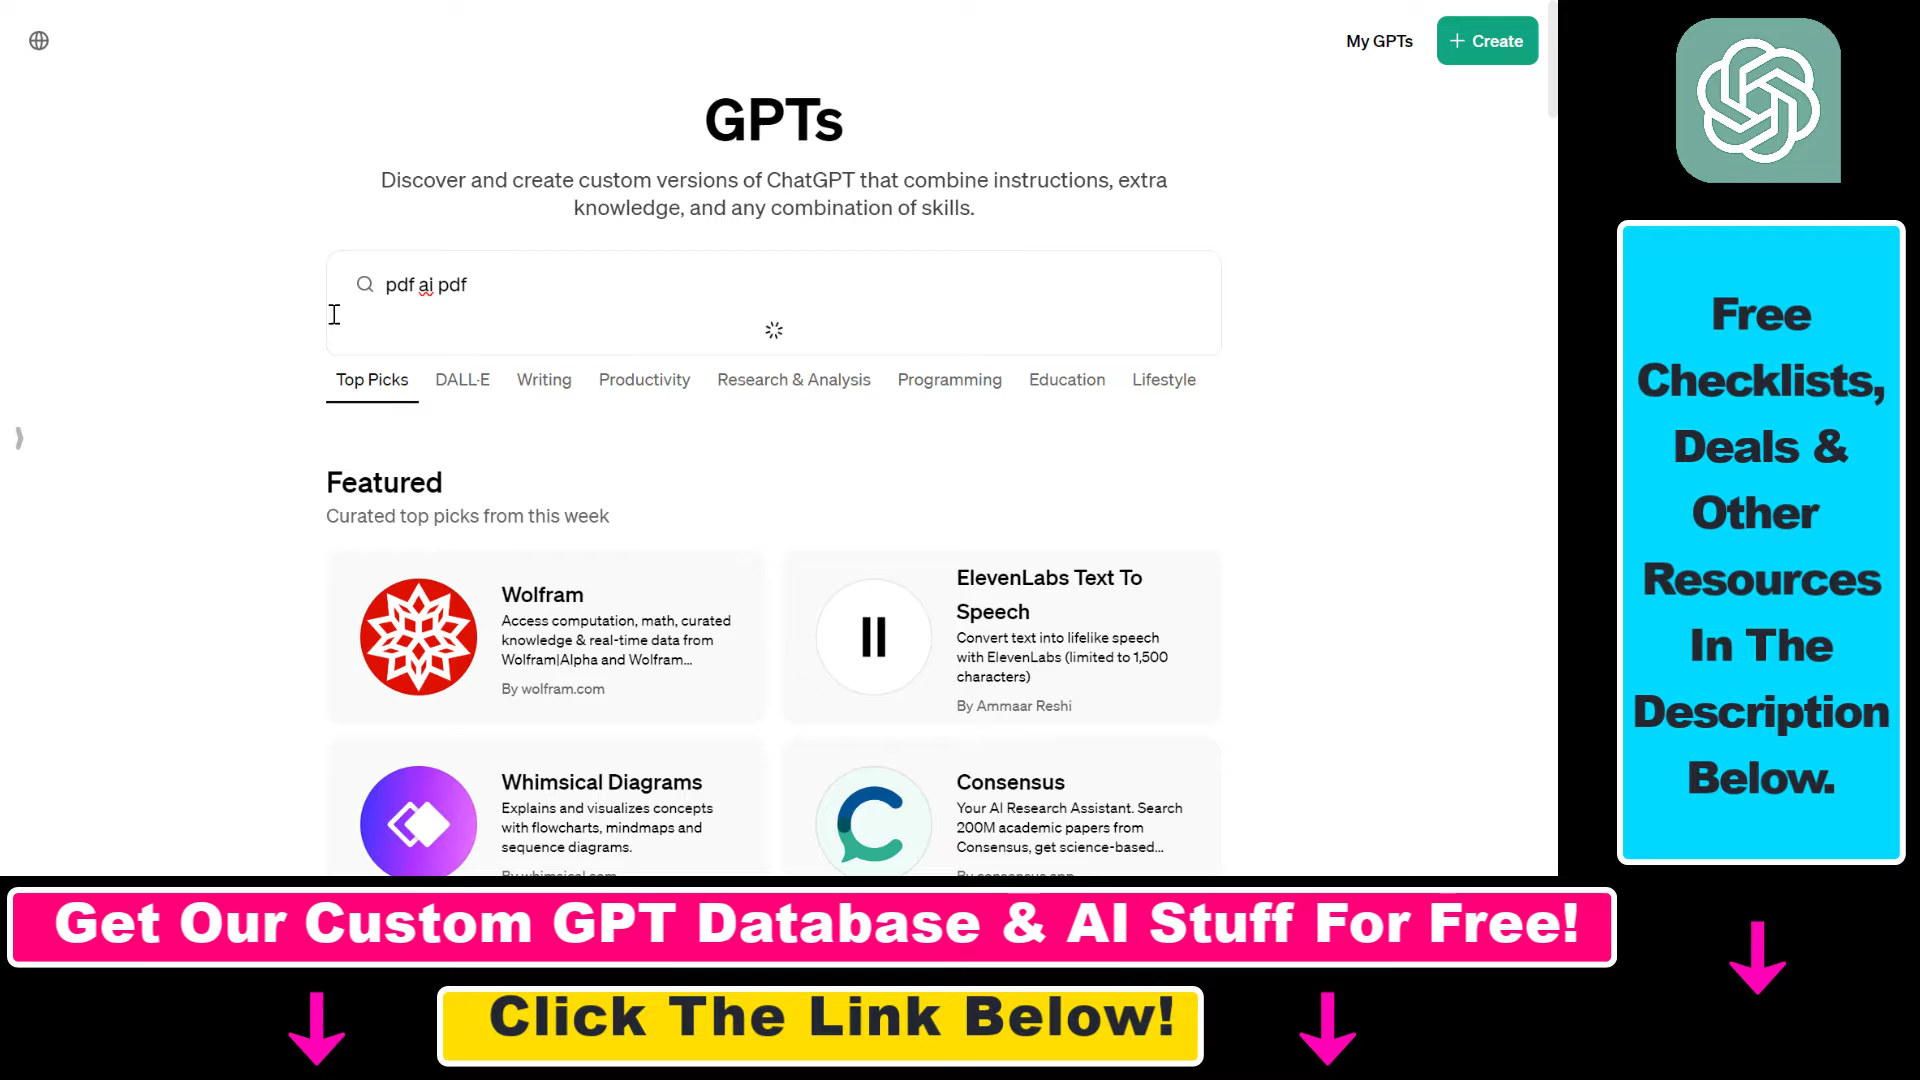 My GPTs
+ Create
GPTs
Discover and create custom versions of ChatGPT that combine instructions, extra
knowledge, and any combination of skills.
pdf ai pdf
Top Picks DALL·E Writing Productivity Research & Analysis Programming Education Lifestyle
Featured
Curated top picks from this week
Wolfram
Access computation, math, curated
knowledge & real-time data from
Wolfram|Alpha and Wolfram...
By wolfram.com
ElevenLabs Text To
Speech
Convert text into lifelike speech
with ElevenLabs (limited to 1,500
characters)
By Ammaar Reshi
Whimsical Diagrams
Explains and visualizes concepts
with flowcharts, mindmaps and
sequence diagrams.
By whimsical.com
Consensus
Your AI Research Assistant. Search
200M academic papers from
Consensus, get science-based...
By consensus.app
Free
Checklists,
Deals &
Other
Resources
In The
Description
Below.
Get Our Custom GPT Database & AI Stuff For Free!
Click The Link Below!